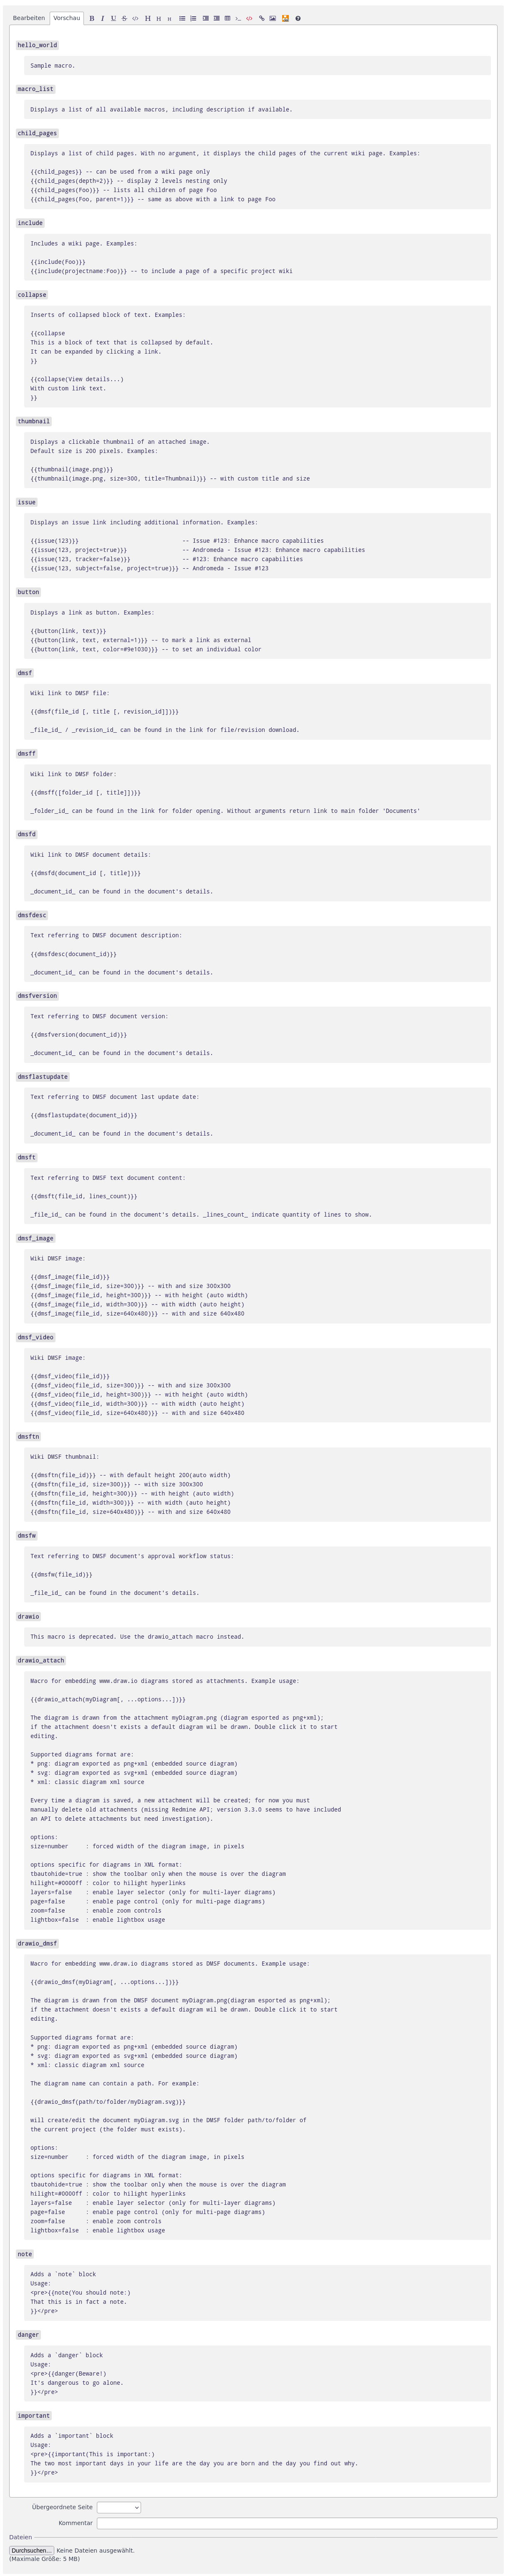 Bearbeiten Vorschau B I U S H H H
hello_world
Sample macro.
macro_list
Displays a list of all available macros, including description if available.
child_pages
Displays a list of child pages. With no argument, it displays the child pages of the current wiki page. Examples:
{{child_pages}} -- can be used from a wiki page only
{{child_pages(depth=2)}} -- display 2 levels nesting only
{{child_pages(Foo)}} -- lists all children of page Foo
{{child_pages(Foo, parent=1)}} -- same as above with a link to page Foo
include
Includes a wiki page. Examples:
{{include(Foo)}}
{{include(projectname:Foo)}} -- to include a page of a specific project wiki
collapse
Inserts of collapsed block of text. Examples:
{{collapse
This is a block of text that is collapsed by default.
It can be expanded by clicking a link.
}}
{{collapse(View details...)
With custom link text.
}}
thumbnail
Displays a clickable thumbnail of an attached image.
Default size is 200 pixels. Examples:
{{thumbnail(image.png)}}
{{thumbnail(image.png, size=300, title=Thumbnail)}} -- with custom title and size
issue
Displays an issue link including additional information. Examples:
{{issue(123)}} -- Issue #123: Enhance macro capabilities
{{issue(123, project=true)}} -- Andromeda - Issue #123: Enhance macro capabilities
{{issue(123, tracker=false)}} -- #123: Enhance macro capabilities
{{issue(123, subject=false, project=true)}} -- Andromeda - Issue #123
button
Displays a link as button. Examples:
{{button(link, text)}}
{{button(link, text, external=1)}} -- to mark a link as external
{{button(link, text, color=#9e1030)}} -- to set an individual color
dmsf
Wiki link to DMSF file:
{{dmsf(file_id [, title [, revision_id]])}}
_file_id_ / _revision_id_ can be found in the link for file/revision download.
dmsff
Wiki link to DMSF folder:
{{dmsff([folder_id [, title]])}}
_folder_id_ can be found in the link for folder opening. Without arguments return link to main folder 'Documents'
dmsfd
Wiki link to DMSF document details:
{{dmsfd(document_id [, title])}}
_document_id_ can be found in the document's details.
dmsfdesc
Text referring to DMSF document description:
{{dmsfdesc(document_id)}}
_document_id_ can be found in the document's details.
dmsfversion
Text referring to DMSF document version:
{{dmsfversion(document_id)}}
_document_id_ can be found in the document's details.
dmsflastupdate
Text referring to DMSF document last update date:
{{dmsflastupdate(document_id)}}
_document_id_ can be found in the document's details.
dmsft
Text referring to DMSF text document content:
{{dmsft(file_id, lines_count)}}
_file_id_ can be found in the document's details. _lines_count_ indicate quantity of lines to show.
dmsf_image
Wiki DMSF image:
{{dmsf_image(file_id)}}
{{dmsf_image(file_id, size=300)}} -- with and size 300x300
{{dmsf_image(file_id, height=300)}} -- with height (auto width)
{{dmsf_image(file_id, width=300)}} -- with width (auto height)
{{dmsf_image(file_id, size=640x480)}} -- with and size 640x480
dmsf_video
Wiki DMSF image:
{{dmsf_video(file_id)}}
{{dmsf_video(file_id, size=300)}} -- with and size 300x300
{{dmsf_video(file_id, height=300)}} -- with height (auto width)
{{dmsf_video(file_id, width=300)}} -- with width (auto height)
{{dmsf_video(file_id, size=640x480)}} -- with and size 640x480
dmsftn
Wiki DMSF thumbnail:
{{dmsftn(file_id)}} -- with default height 200(auto width)
{{dmsftn(file_id, size=300)}} -- with size 300x300
{{dmsftn(file_id, height=300)}} -- with height (auto width)
{{dmsftn(file_id, width=300)}} -- with width (auto height)
{{dmsftn(file_id, size=640x480)}} -- with and size 640x480
dmsfw
Text referring to DMSF document's approval workflow status:
{{dmsfw(file_id)}}
_file_id_ can be found in the document's details.
drawio
This macro is deprecated. Use the drawio_attach macro instead.
drawio_attach
Macro for embedding www.draw.io diagrams stored as attachments. Example usage:
{{drawio_attach(myDiagram[, ...options...])}}
The diagram is drawn from the attachment myDiagram.png (diagram esported as png+xml);
if the attachment doesn't exists a default diagram wil be drawn. Double click it to start
editing.
Supported diagrams format are:
* png: diagram exported as png+xml (embedded source diagram)
* svg: diagram exported as svg+xml (embedded source diagram)
* xml: classic diagram xml source
Every time a diagram is saved, a new attachment will be created; for now you must
manually delete old attachments (missing Redmine API; version 3.3.0 seems to have included
an API to delete attachments but need investigation).
options:
size=number : forced width of the diagram image, in pixels
options specific for diagrams in XML format:
tbautohide=true : show the toolbar only when the mouse is over the diagram
hilight=#0000ff : color to hilight hyperlinks
layers=false : enable layer selector (only for multi-layer diagrams)
page=false : enable page control (only for multi-page diagrams)
zoom=false : enable zoom controls
lightbox=false : enable lightbox usage
drawio_dmsf
Macro for embedding www.draw.io diagrams stored as DMSF documents. Example usage:
{{drawio_dmsf(myDiagram[, ...options...])}}
The diagram is drawn from the DMSF document myDiagram.png(diagram esported as png+xml);
if the attachment doesn't exists a default diagram wil be drawn. Double click it to start
editing.
Supported diagrams format are:
* png: diagram exported as png+xml (embedded source diagram)
* svg: diagram exported as svg+xml (embedded source diagram)
* xml: classic diagram xml source
The diagram name can contain a path. For example:
{{drawio_dmsf(path/to/folder/myDiagram.svg)}}
will create/edit the document myDiagram.svg in the DMSF folder path/to/folder of
the current project (the folder must exists).
options:
size=number : forced width of the diagram image, in pixels
options specific for diagrams in XML format:
tbautohide=true : show the toolbar only when the mouse is over the diagram
hilight=#0000ff : color to hilight hyperlinks
layers=false : enable layer selector (only for multi-layer diagrams)
page=false : enable page control (only for multi-page diagrams)
zoom=false : enable zoom controls
lightbox=false : enable lightbox usage
note
Adds a `note` block
Usage:
<pre>{{note(You should note:)
That this is in fact a note.
}}</pre>
danger
Adds a `danger` block
Usage:
<pre>{{danger(Beware!)
It's dangerous to go alone.
}}</pre>
important
Adds a `important` block
Usage:
<pre>{{important(This is important:)
The two most important days in your life are the day you are born and the day you find out why.
}}</pre>
Übergeordnete Seite
Kommentar
Dateien
Durchsuchen... Keine Dateien ausgewählt.
(Maximale Größe: 5 MB)